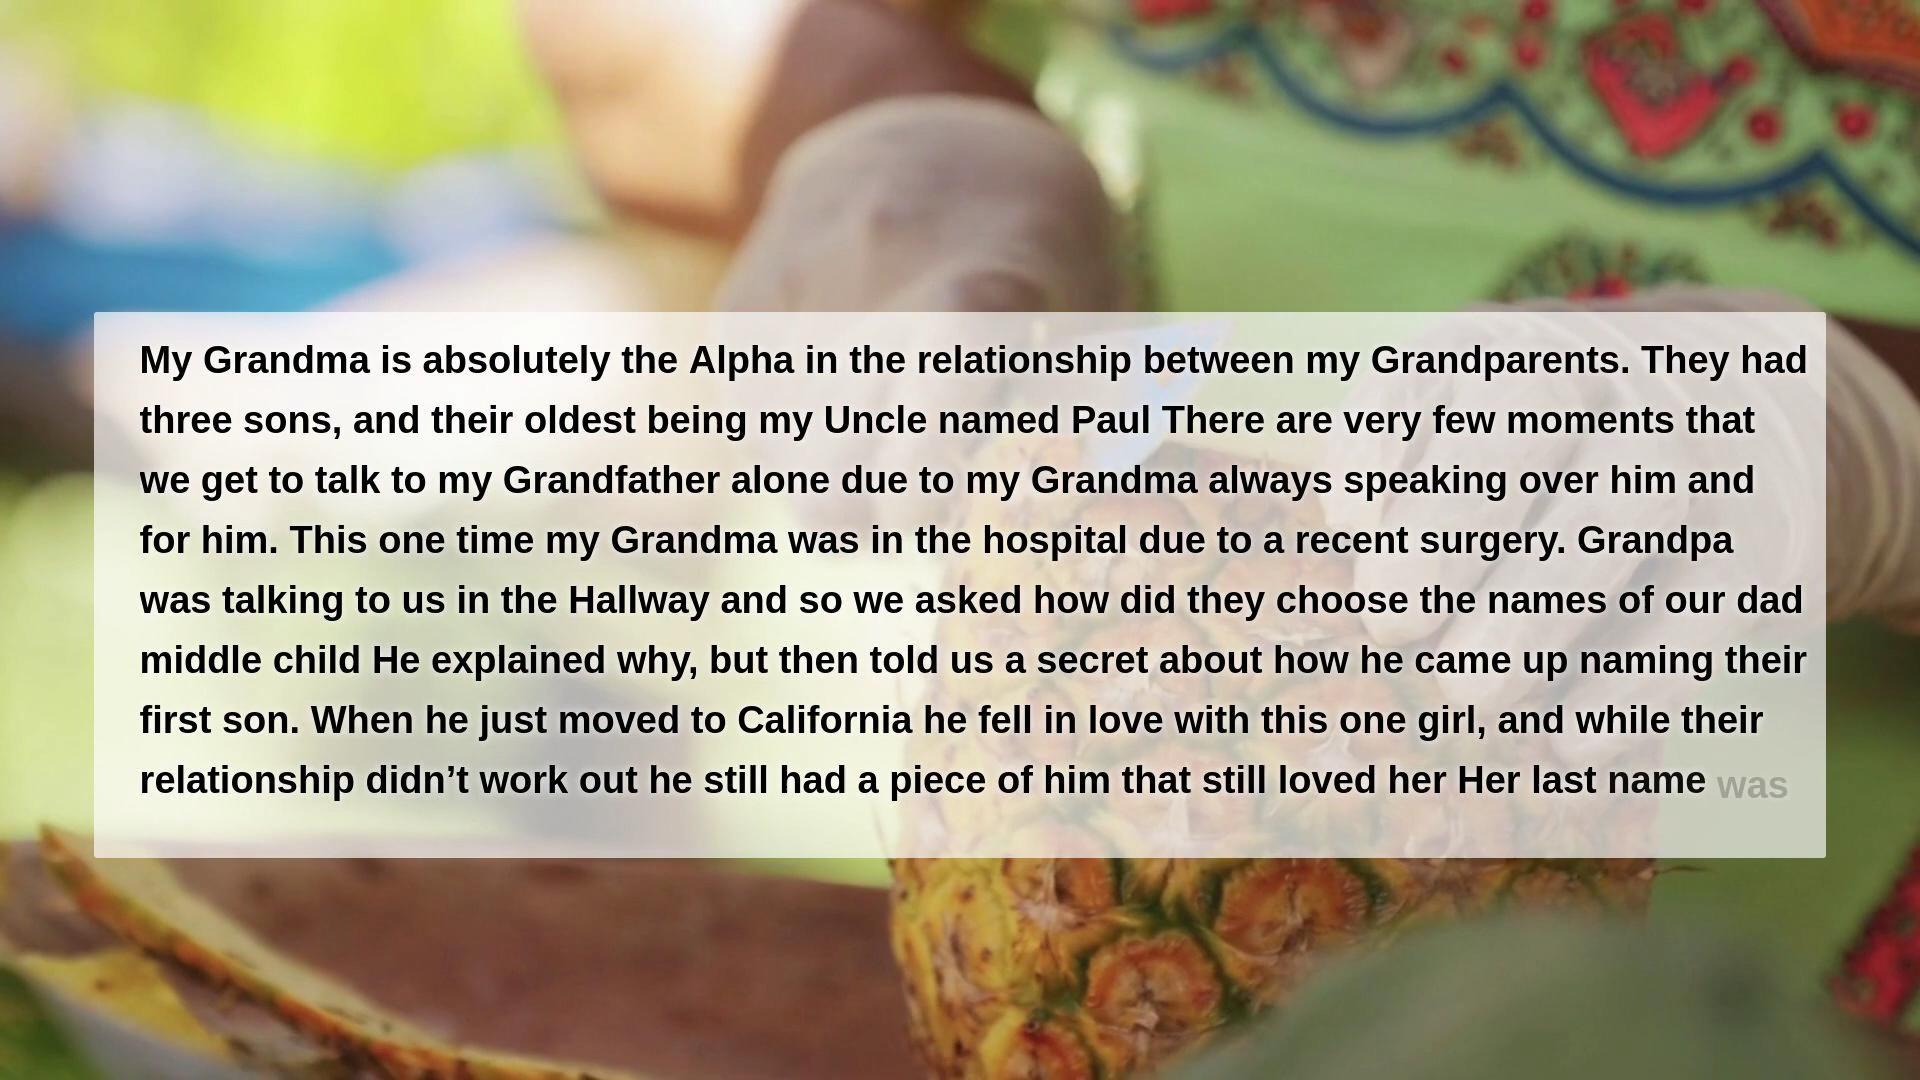 My Grandma is absolutely the Alpha in the relationship between my Grandparents. They had
three sons, and their oldest being my Uncle named Paul There are very few moments that
we get to talk to my Grandfather alone due to my Grandma always speaking over him and
for him. This one time my Grandma was in the hospital due to a recent surgery. Grandpa
was talking to us in the Hallway and so we asked how did they choose the names of our dad
middle child He explained why, but then told us a secret about how he came up naming their
first son. When he just moved to California he fell in love with this one girl, and while their
relationship didn’t work out he still had a piece of him that still loved her Her last name was